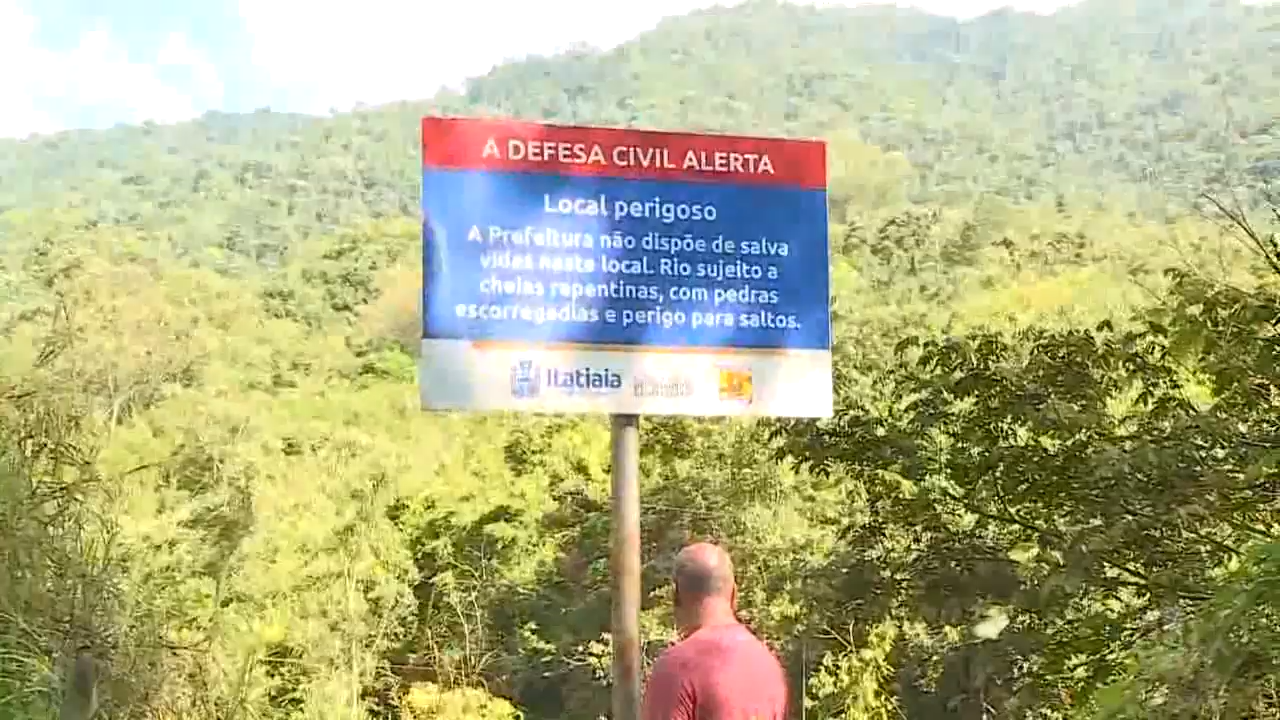 A DEFESA CIVIL ALERTA
Local perigoso
A Prefeitura não dispõe de salva
vidas neste local. Rio sujeito a
cheias repentinas, com pedras
escorregadias e perigo para saltos.
Itatiaia